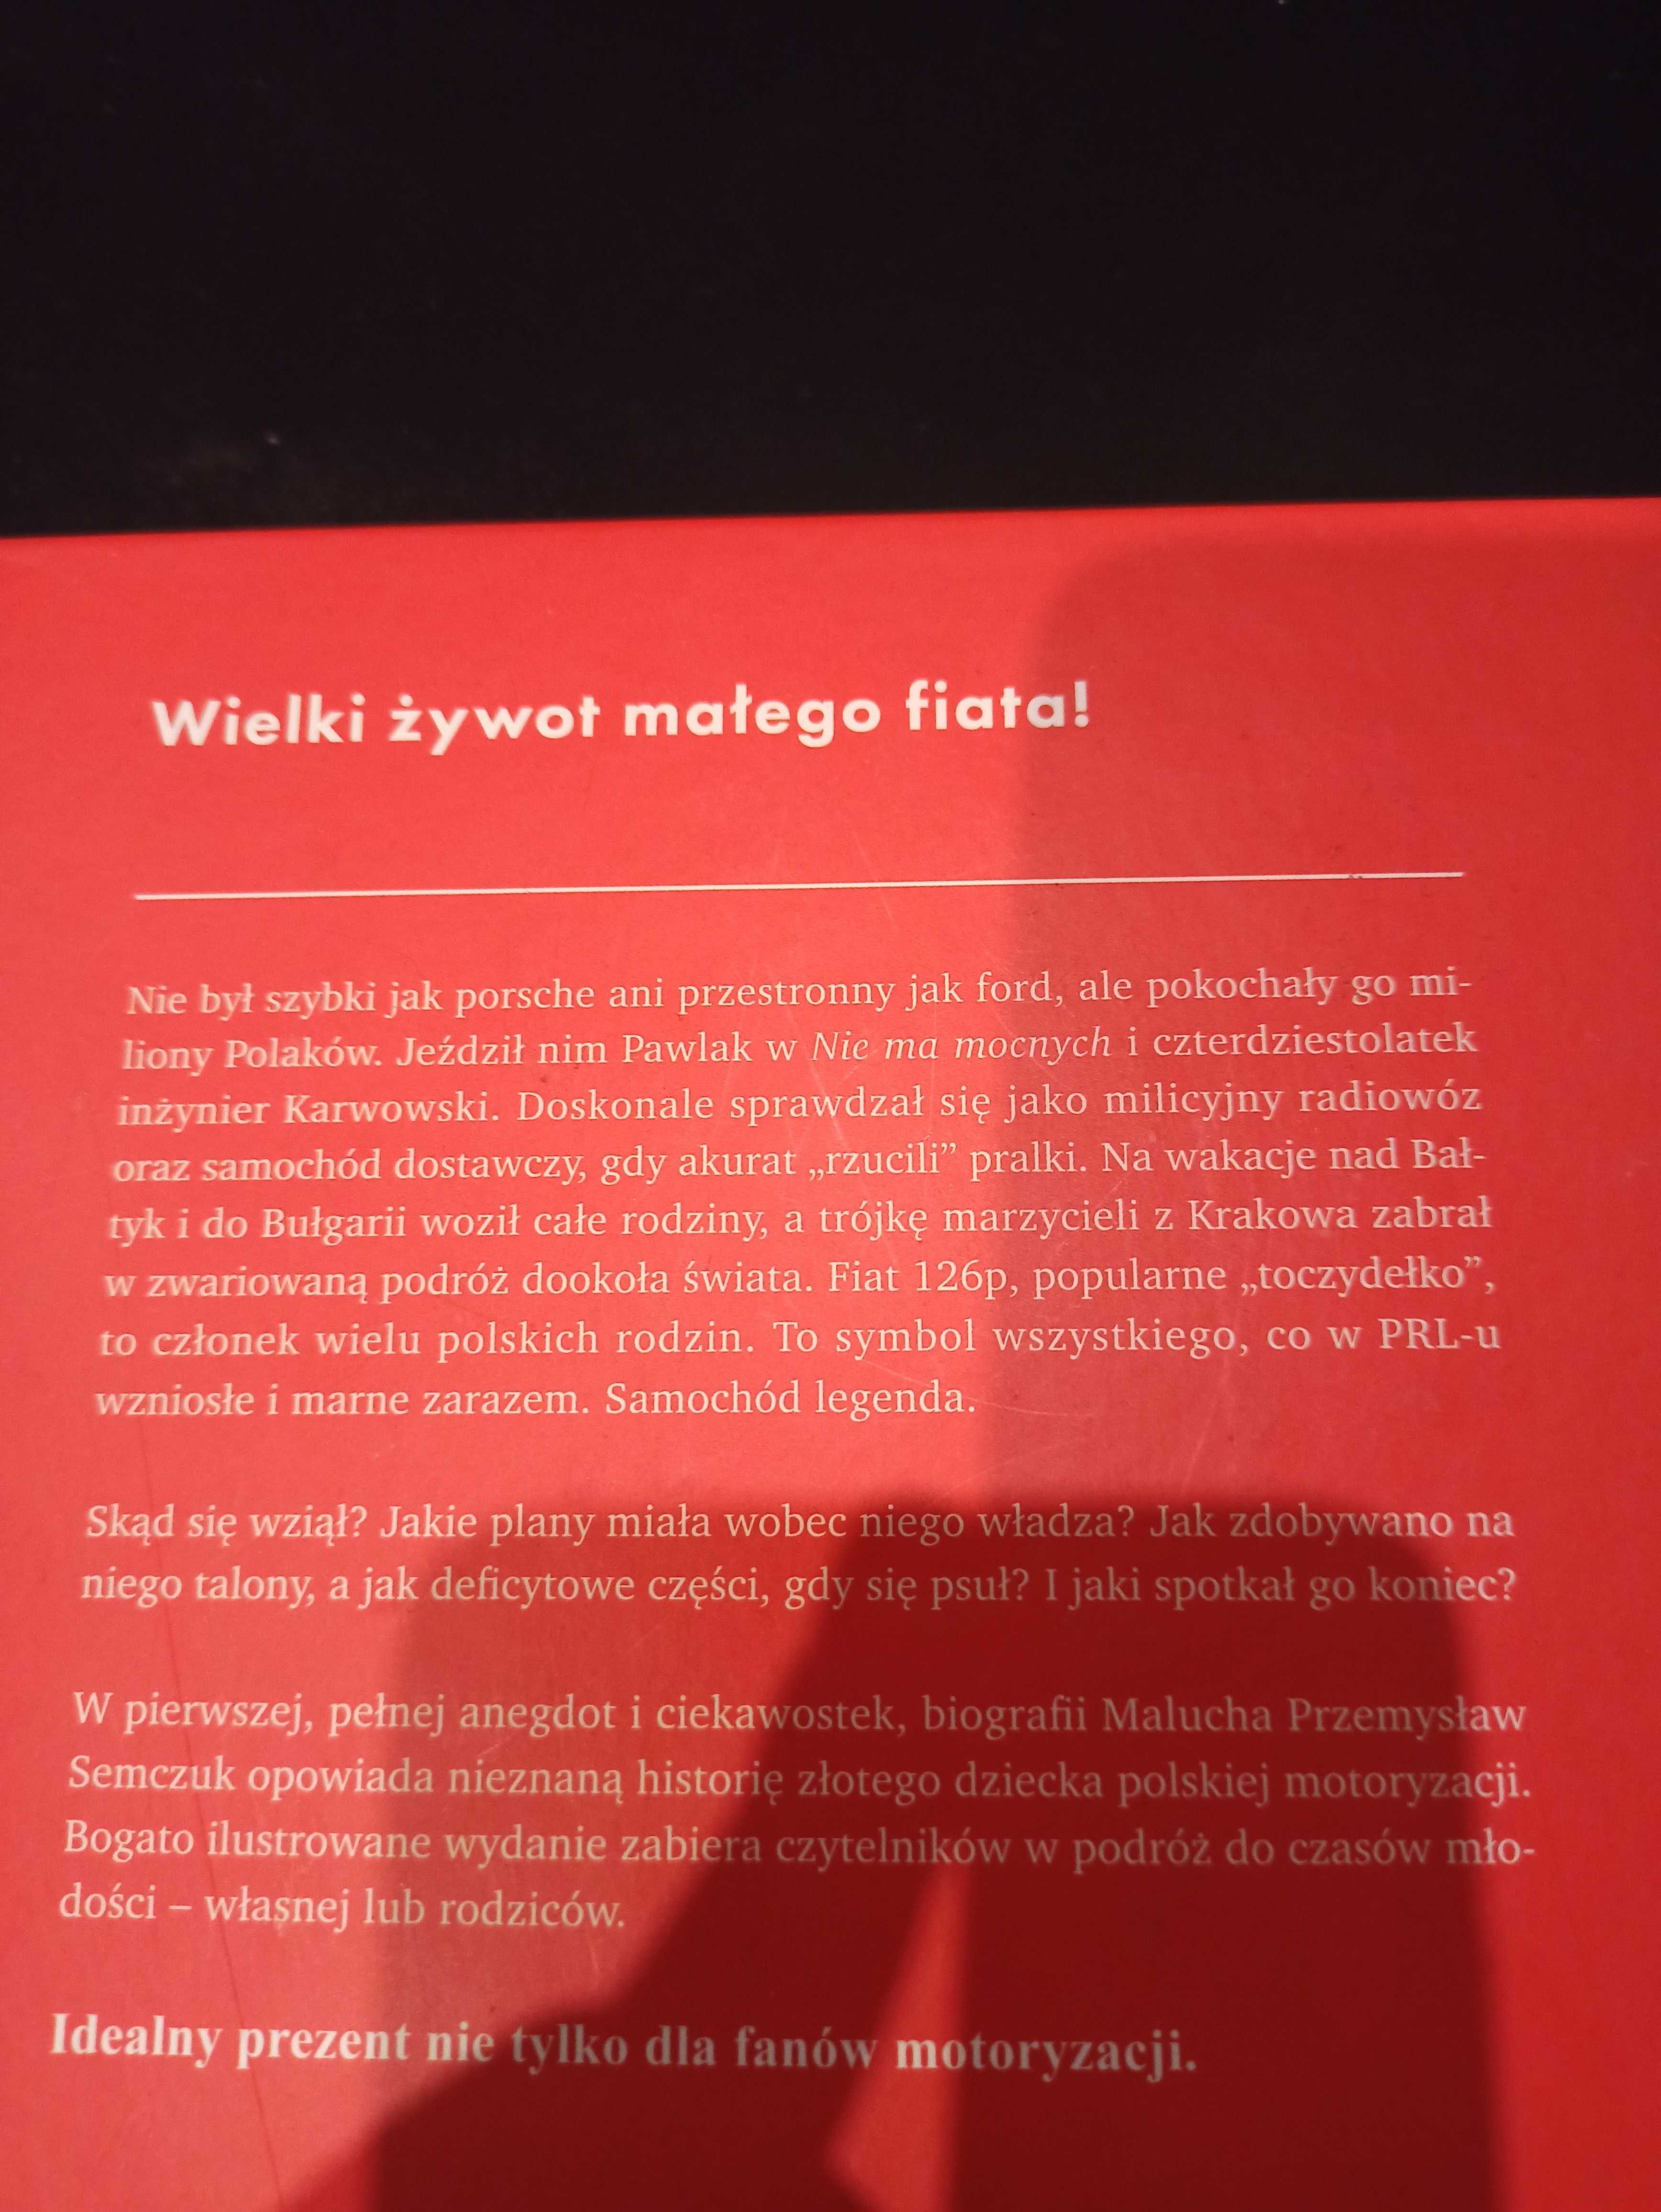 Wielki żywot małego fiata!
Nie był szybki jak porsche ani przestronny jak ford, ale pokochały go mi-
liony Polaków. Jeździł nim Pawlak w Nie ma mocnych i czterdziestolatek
inżynier Karwowski. Doskonale sprawdzał się jako milicyjny radiowóz
oraz samochód dostawczy, gdy akurat „rzucili” pralki. Na wakacje nad Bał-
tyk i do Bułgarii woził całe rodziny, a trójkę marzycieli z Krakowa zabrał
w zwariowaną podróż dookoła świata. Fiat 126p, popularne „toczydełko”,
to członek wielu polskich rodzin. To symbol wszystkiego, co w PRL-u
wzniosłe i marne zarazem. Samochód legenda.
Skąd się wziął? Jakie plany miała wobec niego władza? Jak zdobywano na
niego talony, a jak deficytowe części, gdy się psuł? I jaki spotkał go koniec?
W pierwszej, pełnej anegdot i ciekawostek, biografii Malucha Przemysław
Semczuk opowiada nieznaną historię złotego dziecka polskiej motoryzacji.
Bogato ilustrowane wydanie zabiera czytelników w podróż do czasów mło-
dości – własnej lub rodziców.
Idealny prezent nie tylko dla fanów motoryzacji.